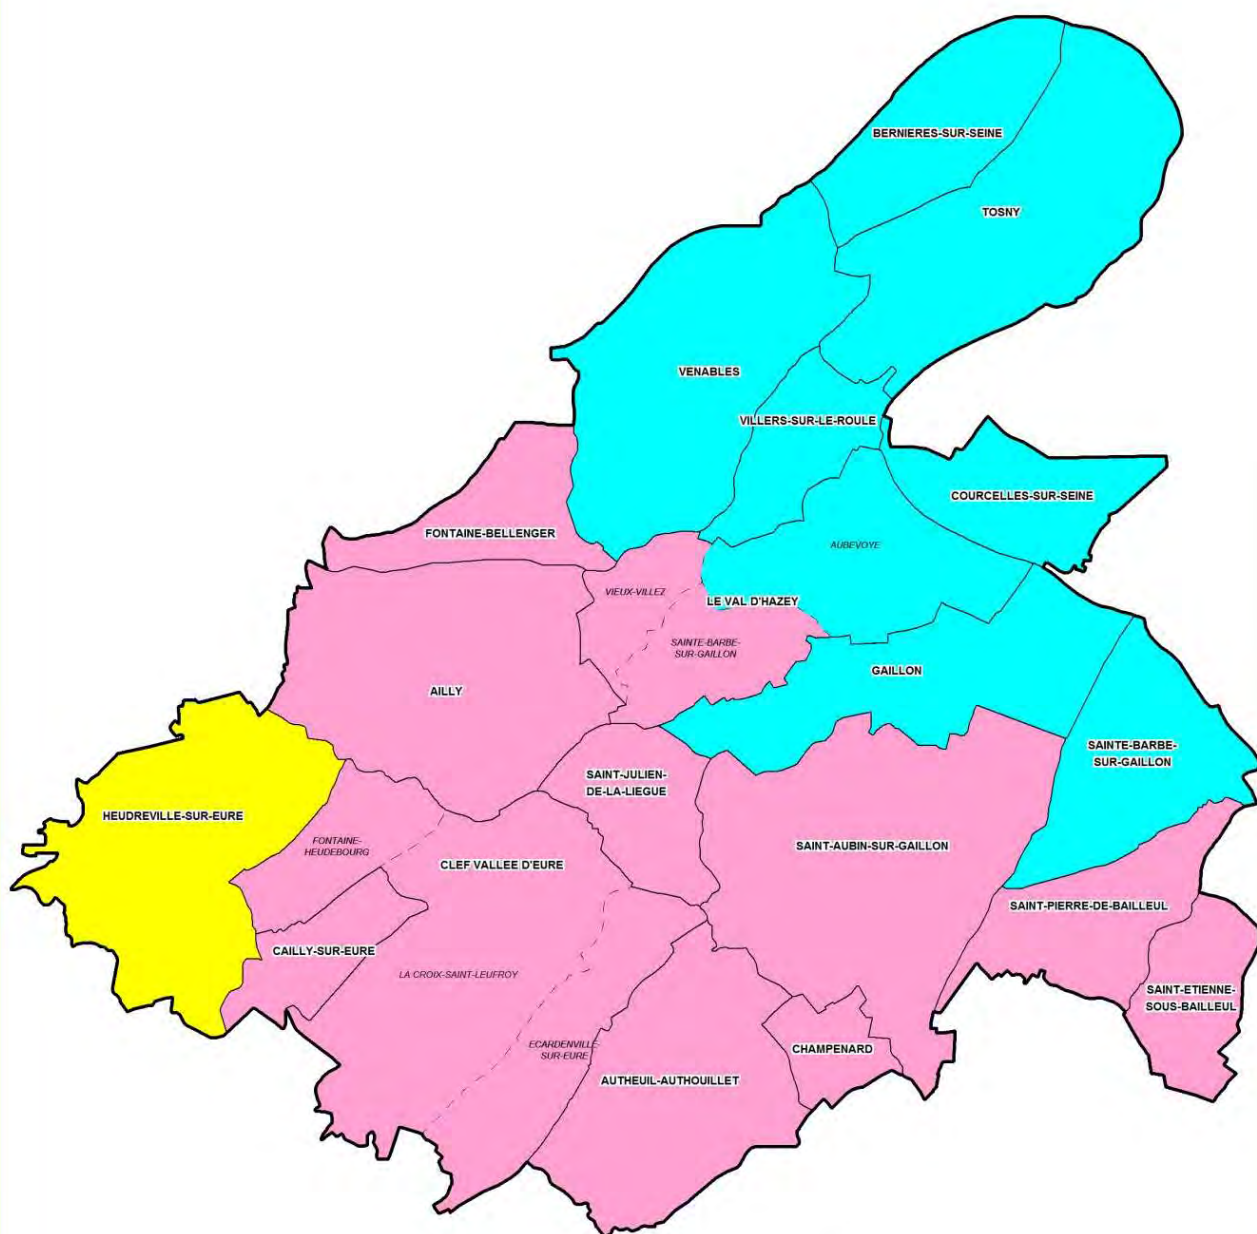 BERNIERES-SUR-SEINE
TOSNY
VENABLES
VILLERS-SUR-LE-ROULE
COURCELLES-SUR-SEINE
FONTAINE-BELLENGER
AUBEVOYE
VIEUX-VILLEZ
LE VAL D'HAZEY
SAINTE-BARBE-
SUR-GAILLON
GAILLON
AILLY
SAINTE-BARBE-
SUR-GAILLON
SAINT-JULIEN-
DE-LA-LIEGUE
HEUDREVILLE-SUR-EURE
FONTAINE-
HEUDEBOURG
CLEF VALLEE D'EURE
SAINT-AUBIN-SUR-GAILLON
SAINT-PIERRE-DE-BAILLEUL
CAILLY-SUR-EURE
LA CROIX-SAINT-LEUFROY
SAINT-ETIENNE-
SOUS-BAILLEUL
ECARDENVILLE-
SUR-EURE
CHAMPENARD
AUTHEUIL-AUTHOUILLET